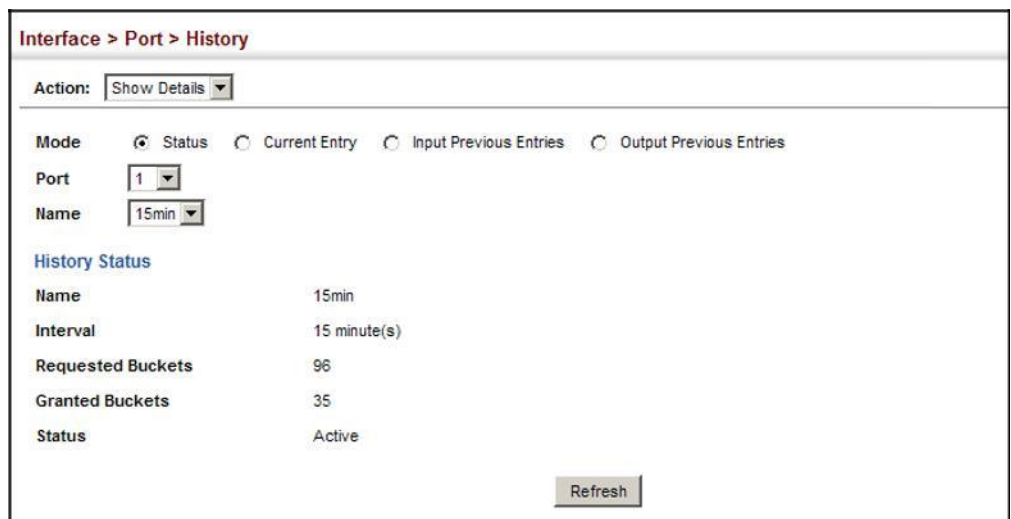 Interface > Port > History
Action: Show Details
Mode Status Current Entry Input Previous Entries Output Previous Entries
Port 1
Name 15min
History Status
Name 15min
Interval 15 minute(s)
Requested Buckets 96
Granted Buckets 35
Status Active
Refresh